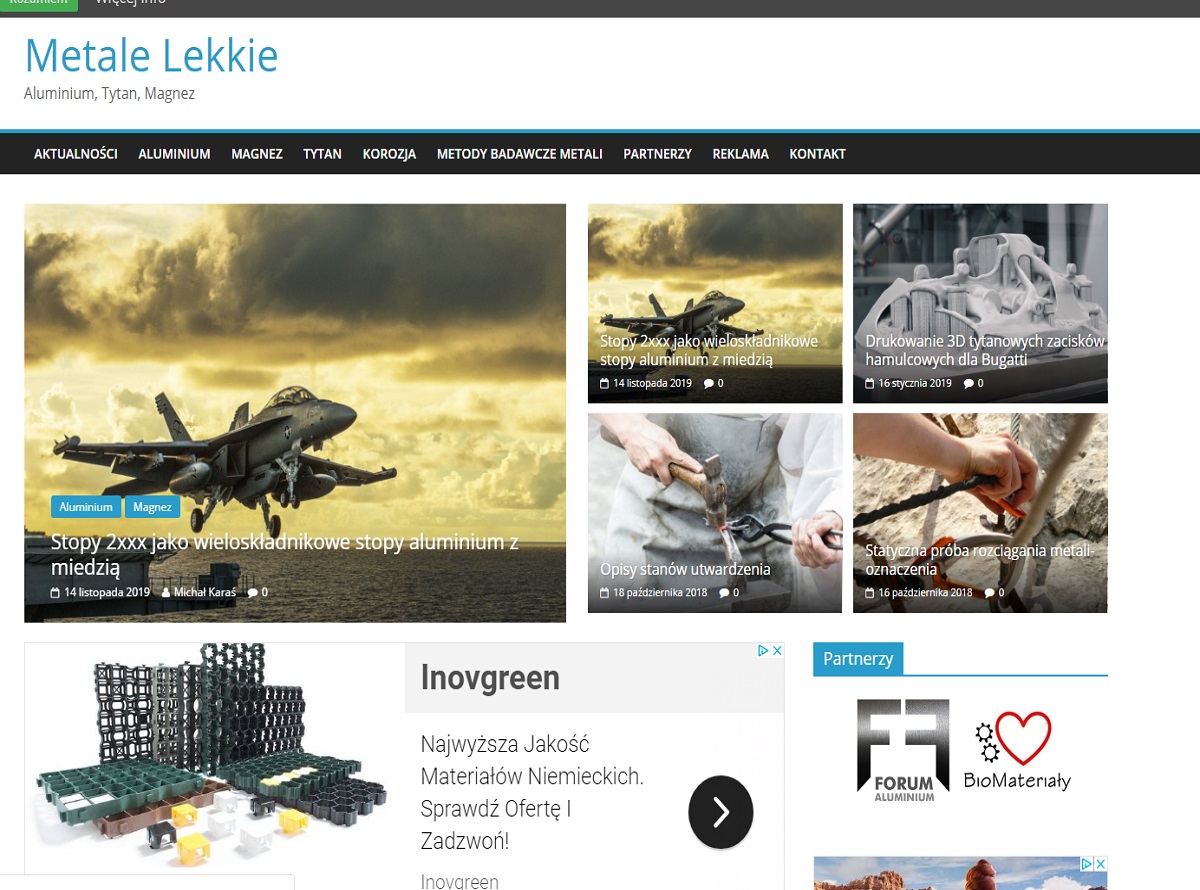 Rozumiem Więcej info
Metale Lekkie
Aluminium, Tytan, Magnez
AKTUALNOŚCI ALUMINIUM MAGNEZ TYTAN KOROZJA METODY BADAWCZE METALI PARTNERZY REKLAMA KONTAKT
Aluminium Magnez
Stopy 2xxx jako wieloskładnikowe stopy aluminium z
miedzią
14 listopada 2019 Michał Karaś 0
Stopy 2xxx jako wieloskładnikowe
stopy aluminium z miedzią
14 listopada 2019 0
Drukowanie 3D tytanowych zacisków
hamulcowych dla Bugatti
16 stycznia 2019 0
Opisy stanów utwardzenia
18 października 2018 0
Statyczna próba rozciągania metali-
oznaczenia
16 października 2018 0
Inovgreen
Najwyższa Jakość
Materiałów Niemieckich.
Sprawdź Ofertę I
Zadzwoń!
Inovgreen
Partnerzy
FORUM
ALUMINIUM
BioMateriały